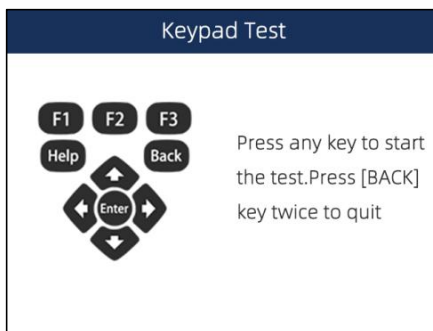 Keypad Test
F1 F2 F3
Help Back
Enter
Press any key to start
the test.Press [BACK]
key twice to quit